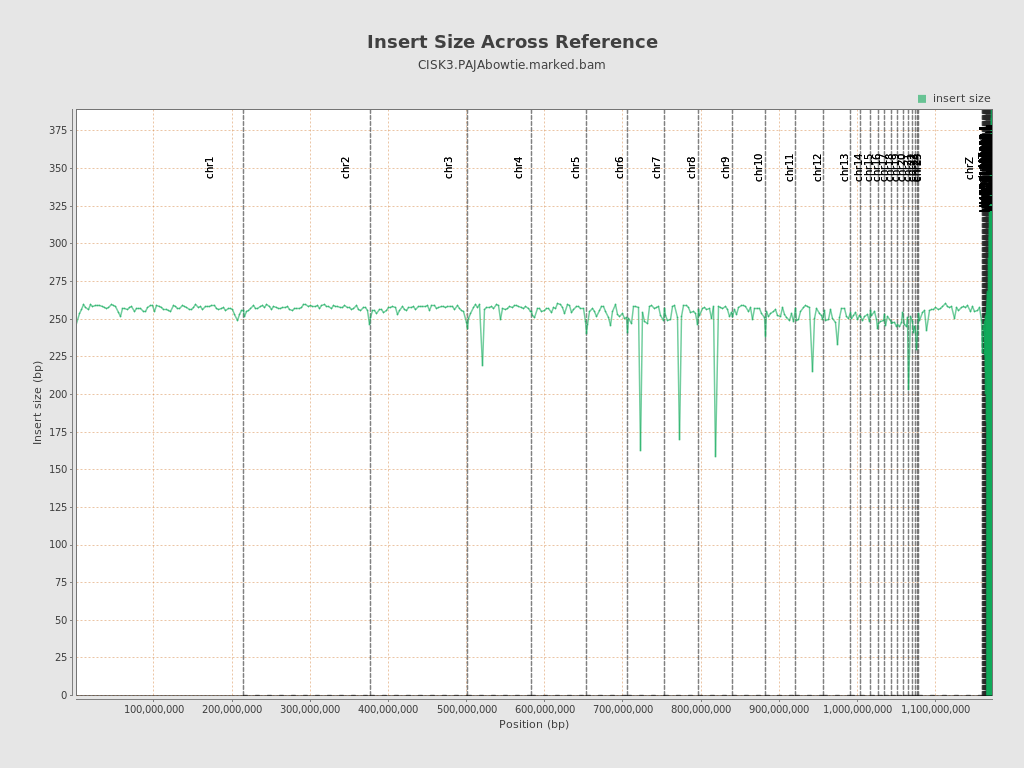 Insert Size Across Reference
CISK3.PAJAbowtie.marked.bam
insert size
375
350
325
300
275
250
225
200
175
150
125
100
75
50
25
0
Insert size (bp)
chr1
chr2
chr3
chr4
chr5
chr6
chr7
chr8
chr9
chr10
chr11
chr12
chr13
chr14
chr15
chrZ
100,000,000
200,000,000
300,000,000
400,000,000
500,000,000
600,000,000
700,000,000
800,000,000
900,000,000
1,000,000,000
1,100,000,000
Position (bp)